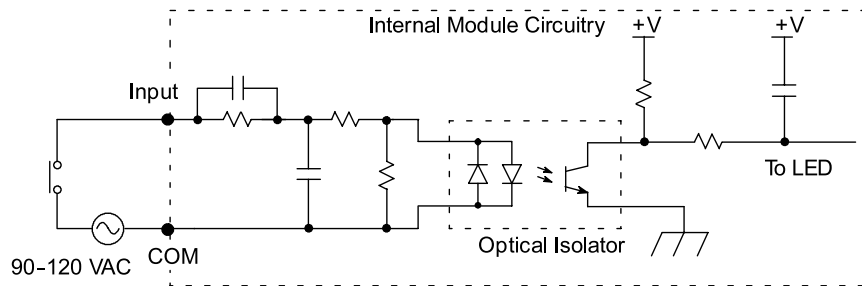 Internal Module Circuitry
+V
+V
Input
To LED
COM
Optical Isolator
90–120 VAC